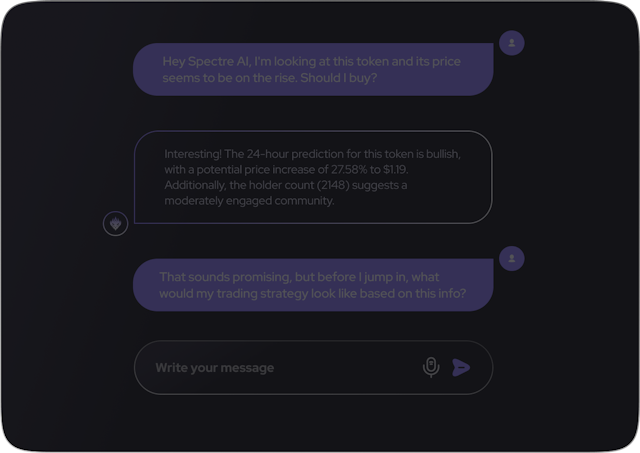 Hey Spectre AI, I'm looking at this token and its price
seems to be on the rise. Should I buy?
Interesting! The 24-hour prediction for this token is bullish,
with a potential price increase of 27.58% to $1.19.
Additionally, the holder count (2148) suggests a
moderately engaged community.
That sounds promising, but before I jump in, what
would my trading strategy look like based on this info?
Write your message